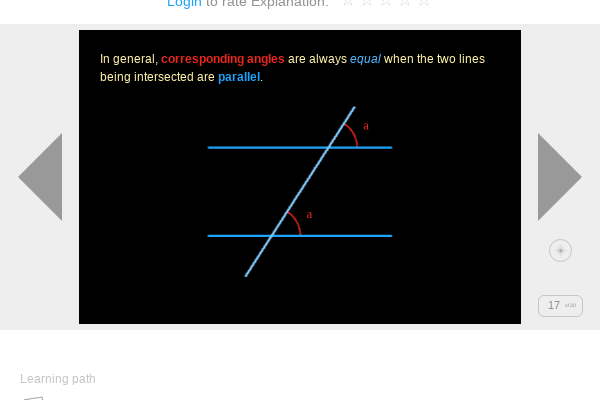 Login to rate Explanation:
In general, corresponding angles are always equal when the two lines
being intersected are parallel.
a
a
17
Learning path